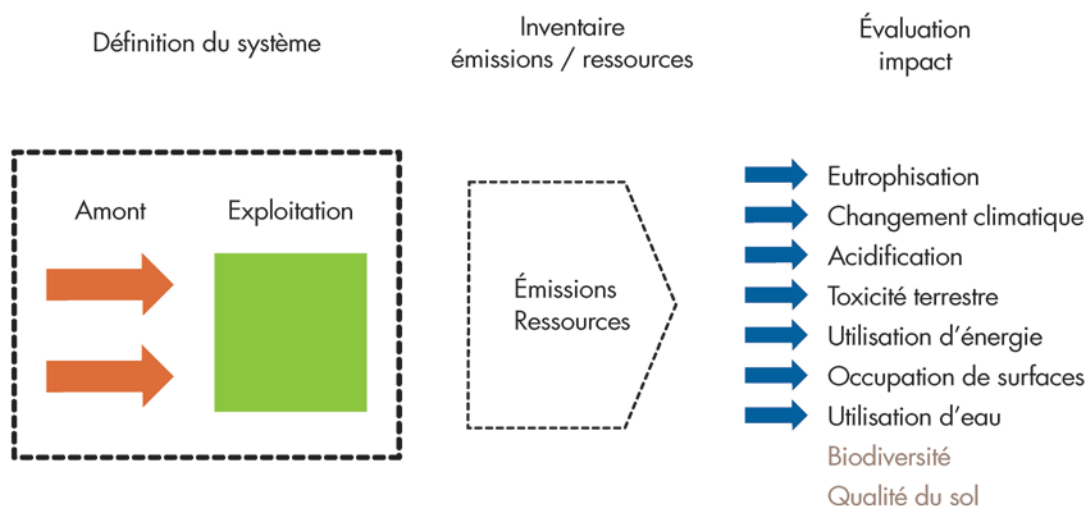 Définition du système
Inventaire
émissions / ressources
Évaluation
impact
Amont
Exploitation
Émissions
Ressources
Eutrophisation
Changement climatique
Acidification
Toxicité terrestre
Utilisation d'énergie
Occupation de surfaces
Utilisation d'eau
Biodiversité
Qualité du sol